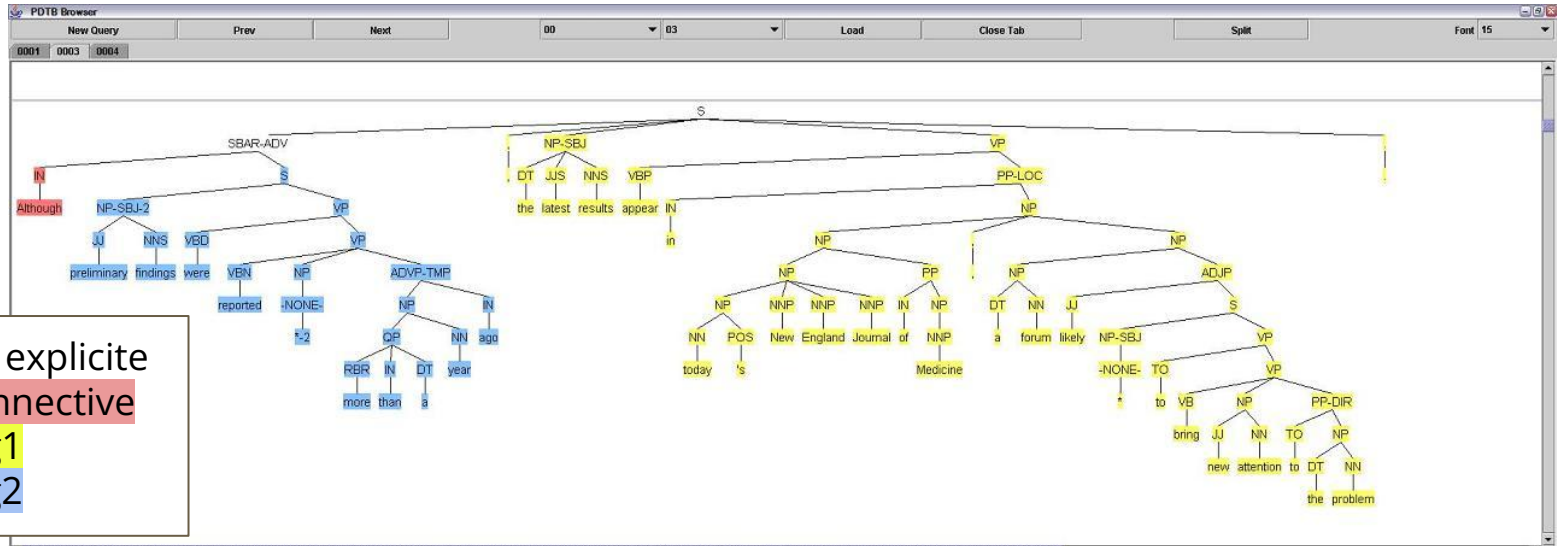 PDTB Browser
New Query Prev Next 00 03 Load Close Tab Split Font 15
0001 0003 0004
S
SBAR-ADV , NP-SBJ VP .
IN S , DT JJS NNS VBP PP-LOC .
Although NP-SBJ-2 VP the latest results appear IN NP
JJ NNS VBD VP in NP , NP
preliminary findings were VBN NP ADVP-TMP NP PP , NP ADJP
reported -NONE- NP IN NP NNP NNP NNP IN NP DT NN JJ S
*-2 QP NN ago NN POS New England Journal of NNP a forum likely NP-SBJ VP
RBR IN DT year today 's Medicine -NONE- TO VP
more than a * to VB NP PP-DIR
bring JJ NN TO NP
new attention to DT NN
the problem
explicite
nnective
g1
g2